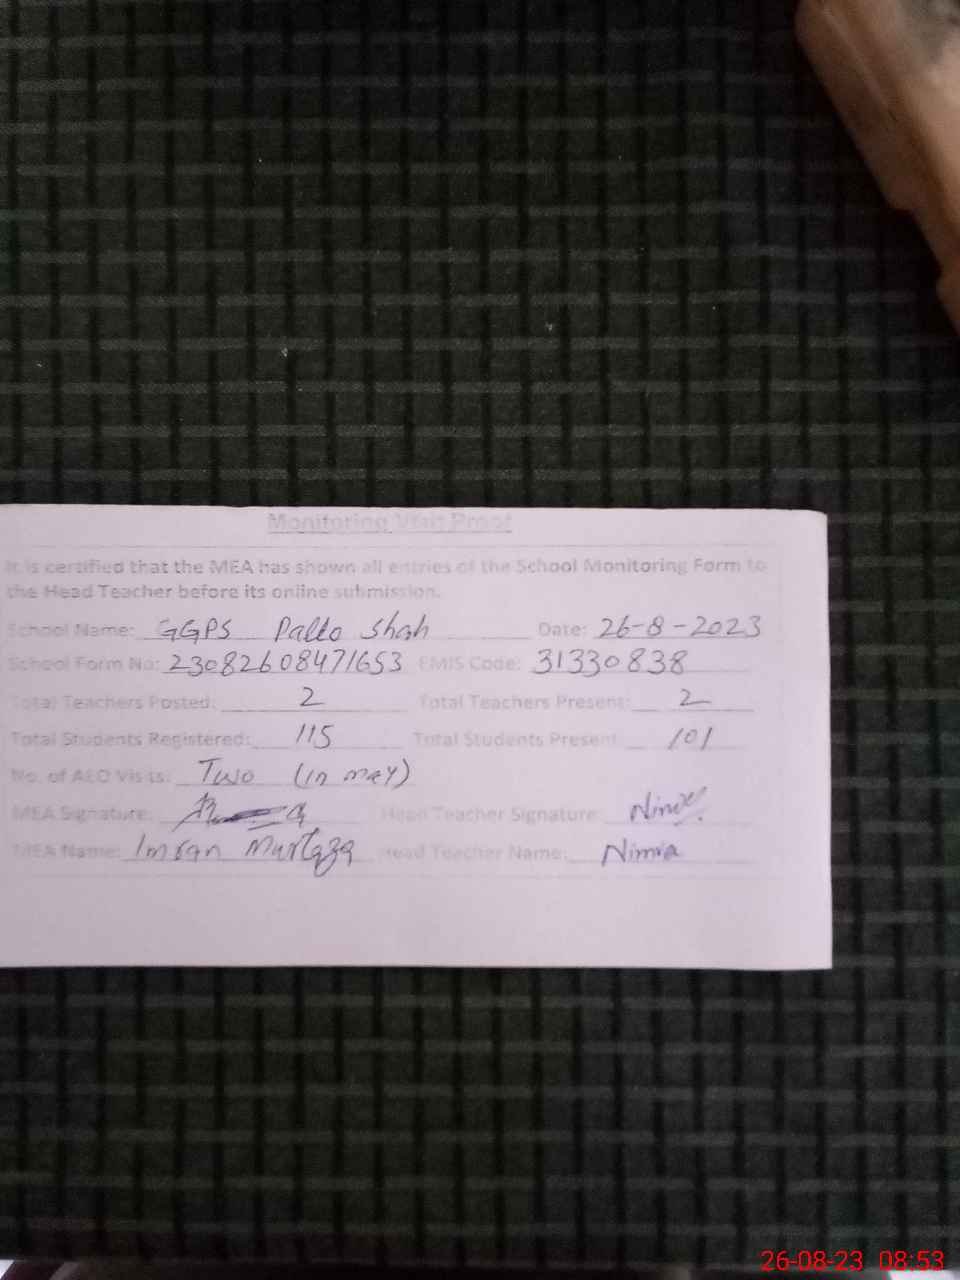 Monitoring Visit Proof
It is certified that the MEA has shown all entries of the School Monitoring Form to
the Head Teacher before its online submission.
School Name: GGPS Pallo Shah Date: 26-8-2023
School Form No: 23082608471653 EMIS Code: 31330838
Total Teachers Posted: 2 Total Teachers Present: 2
Total Students Registered: 115 Total Students Present 101
No. of AEO Visits: Two (in may)
MEA Signature: Head Teacher Signature:
MEA Name: Imran Murtaza Head Teacher Name: Nimra
26-08-23 08:53